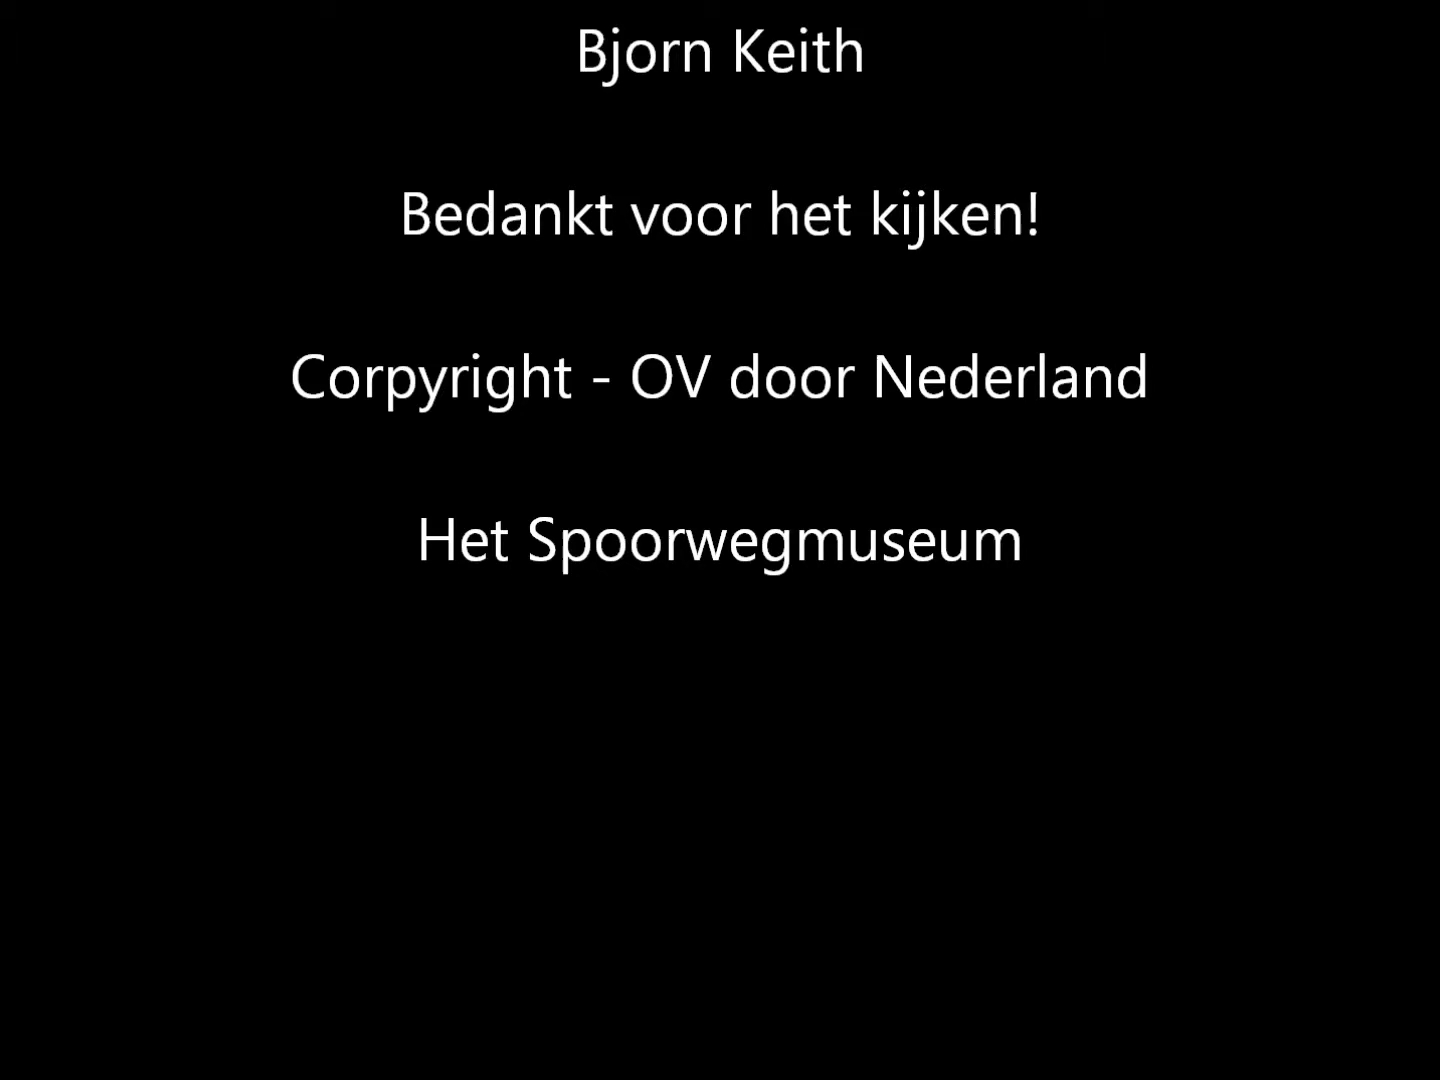 Bjorn Keith
Bedankt voor het kijken!
Corpyright - OV door Nederland
Het Spoorwegmuseum